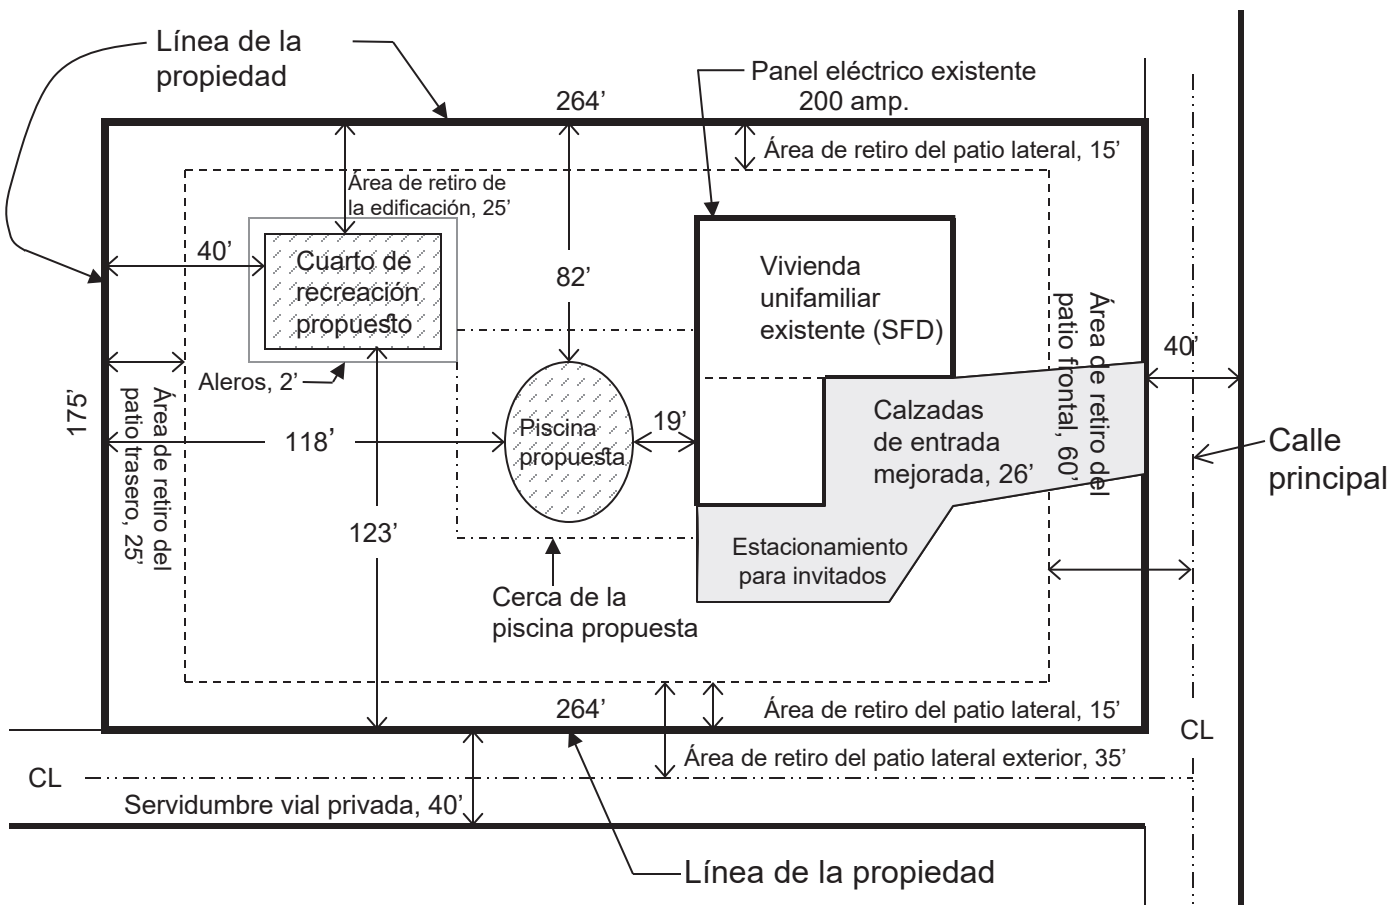 Línea de la
propiedad
264’
Panel eléctrico existente
200 amp.
Área de retiro del patio lateral, 15’
Área de retiro de
la edificación, 25’
40’
Cuarto de
recreación
propuesto
82’
Vivienda
unifamiliar
existente (SFD)
Área de retiro del
patio frontal, 60’
40’
Aleros, 2’
175’
Área de retiro del
patio trasero, 25’
118’
Piscina
propuesta
19’
Calzadas
de entrada
mejorada, 26’
Calle
principal
123’
Estacionamiento
para invitados
Cerca de la
piscina propuesta
264’
Área de retiro del patio lateral, 15’
CL
Área de retiro del patio lateral exterior, 35’
CL
Servidumbre vial privada, 40’
Línea de la propiedad